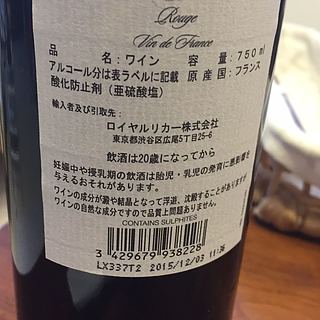 Rouge
Vin de France
品　名：ワイン　容　量：750ml
アルコール分は表ラベルに記載　原産国：フランス
酸化防止剤（亜硫酸塩）
輸入者及び引取先：
ロイヤルリカー株式会社
東京都渋谷区広尾5丁目25-6
飲酒は20歳になってから
妊娠中や授乳期の飲酒は胎児・乳児の発育に悪影響を
与えるおそれがあります。
ワインの成分が澱や結晶となって浮遊、沈殿することがありますが
ワインの自然な成分ですので品質上問題ありません。
CONTAINS SULPHITES
3 429679 938228
LX337T2 2015/12/03 11:36